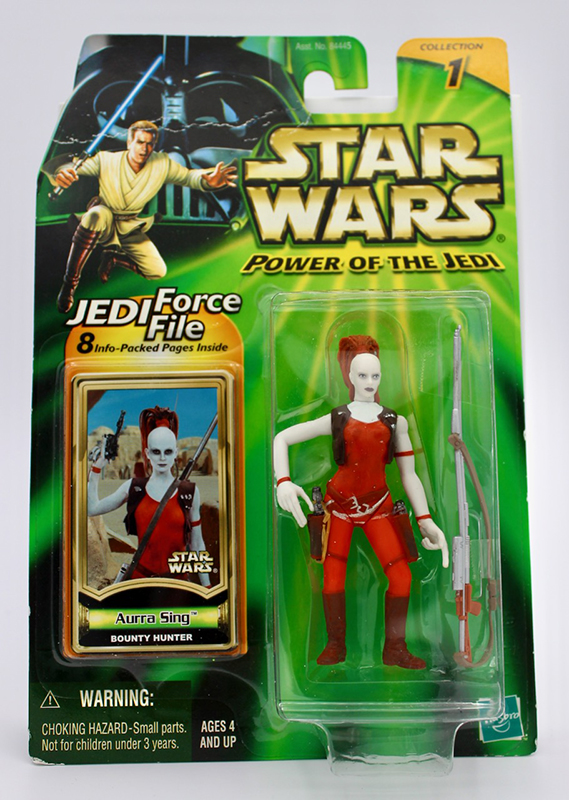 Asst. No. 84445
COLLECTION
1
STAR
WARS®
POWER OF THE JEDI
JEDI Force
File
8 Info-Packed Pages Inside
STAR
WARS®
Aurra Sing™
BOUNTY HUNTER
⚠ WARNING:
CHOKING HAZARD-Small parts.
Not for children under 3 years.
AGES 4
AND UP
Hasbro